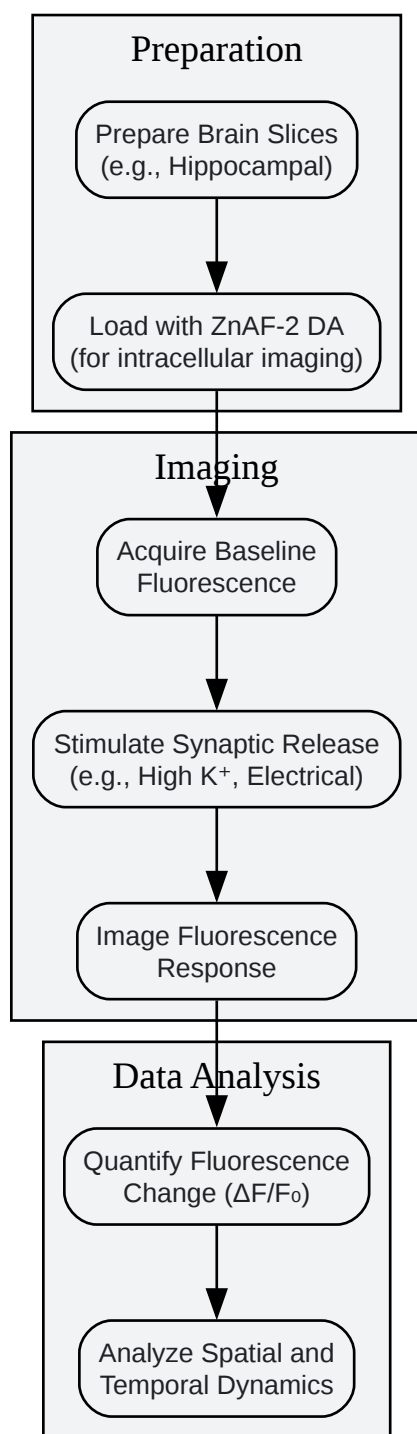 Preparation
Prepare Brain Slices
(e.g., Hippocampal)
Load with ZnAF-2 DA
(for intracellular imaging)
Imaging
Acquire Baseline
Fluorescence
Stimulate Synaptic Release
(e.g., High K⁺, Electrical)
Image Fluorescence
Response
Data Analysis
Quantify Fluorescence
Change (ΔF/F₀)
Analyze Spatial and
Temporal Dynamics